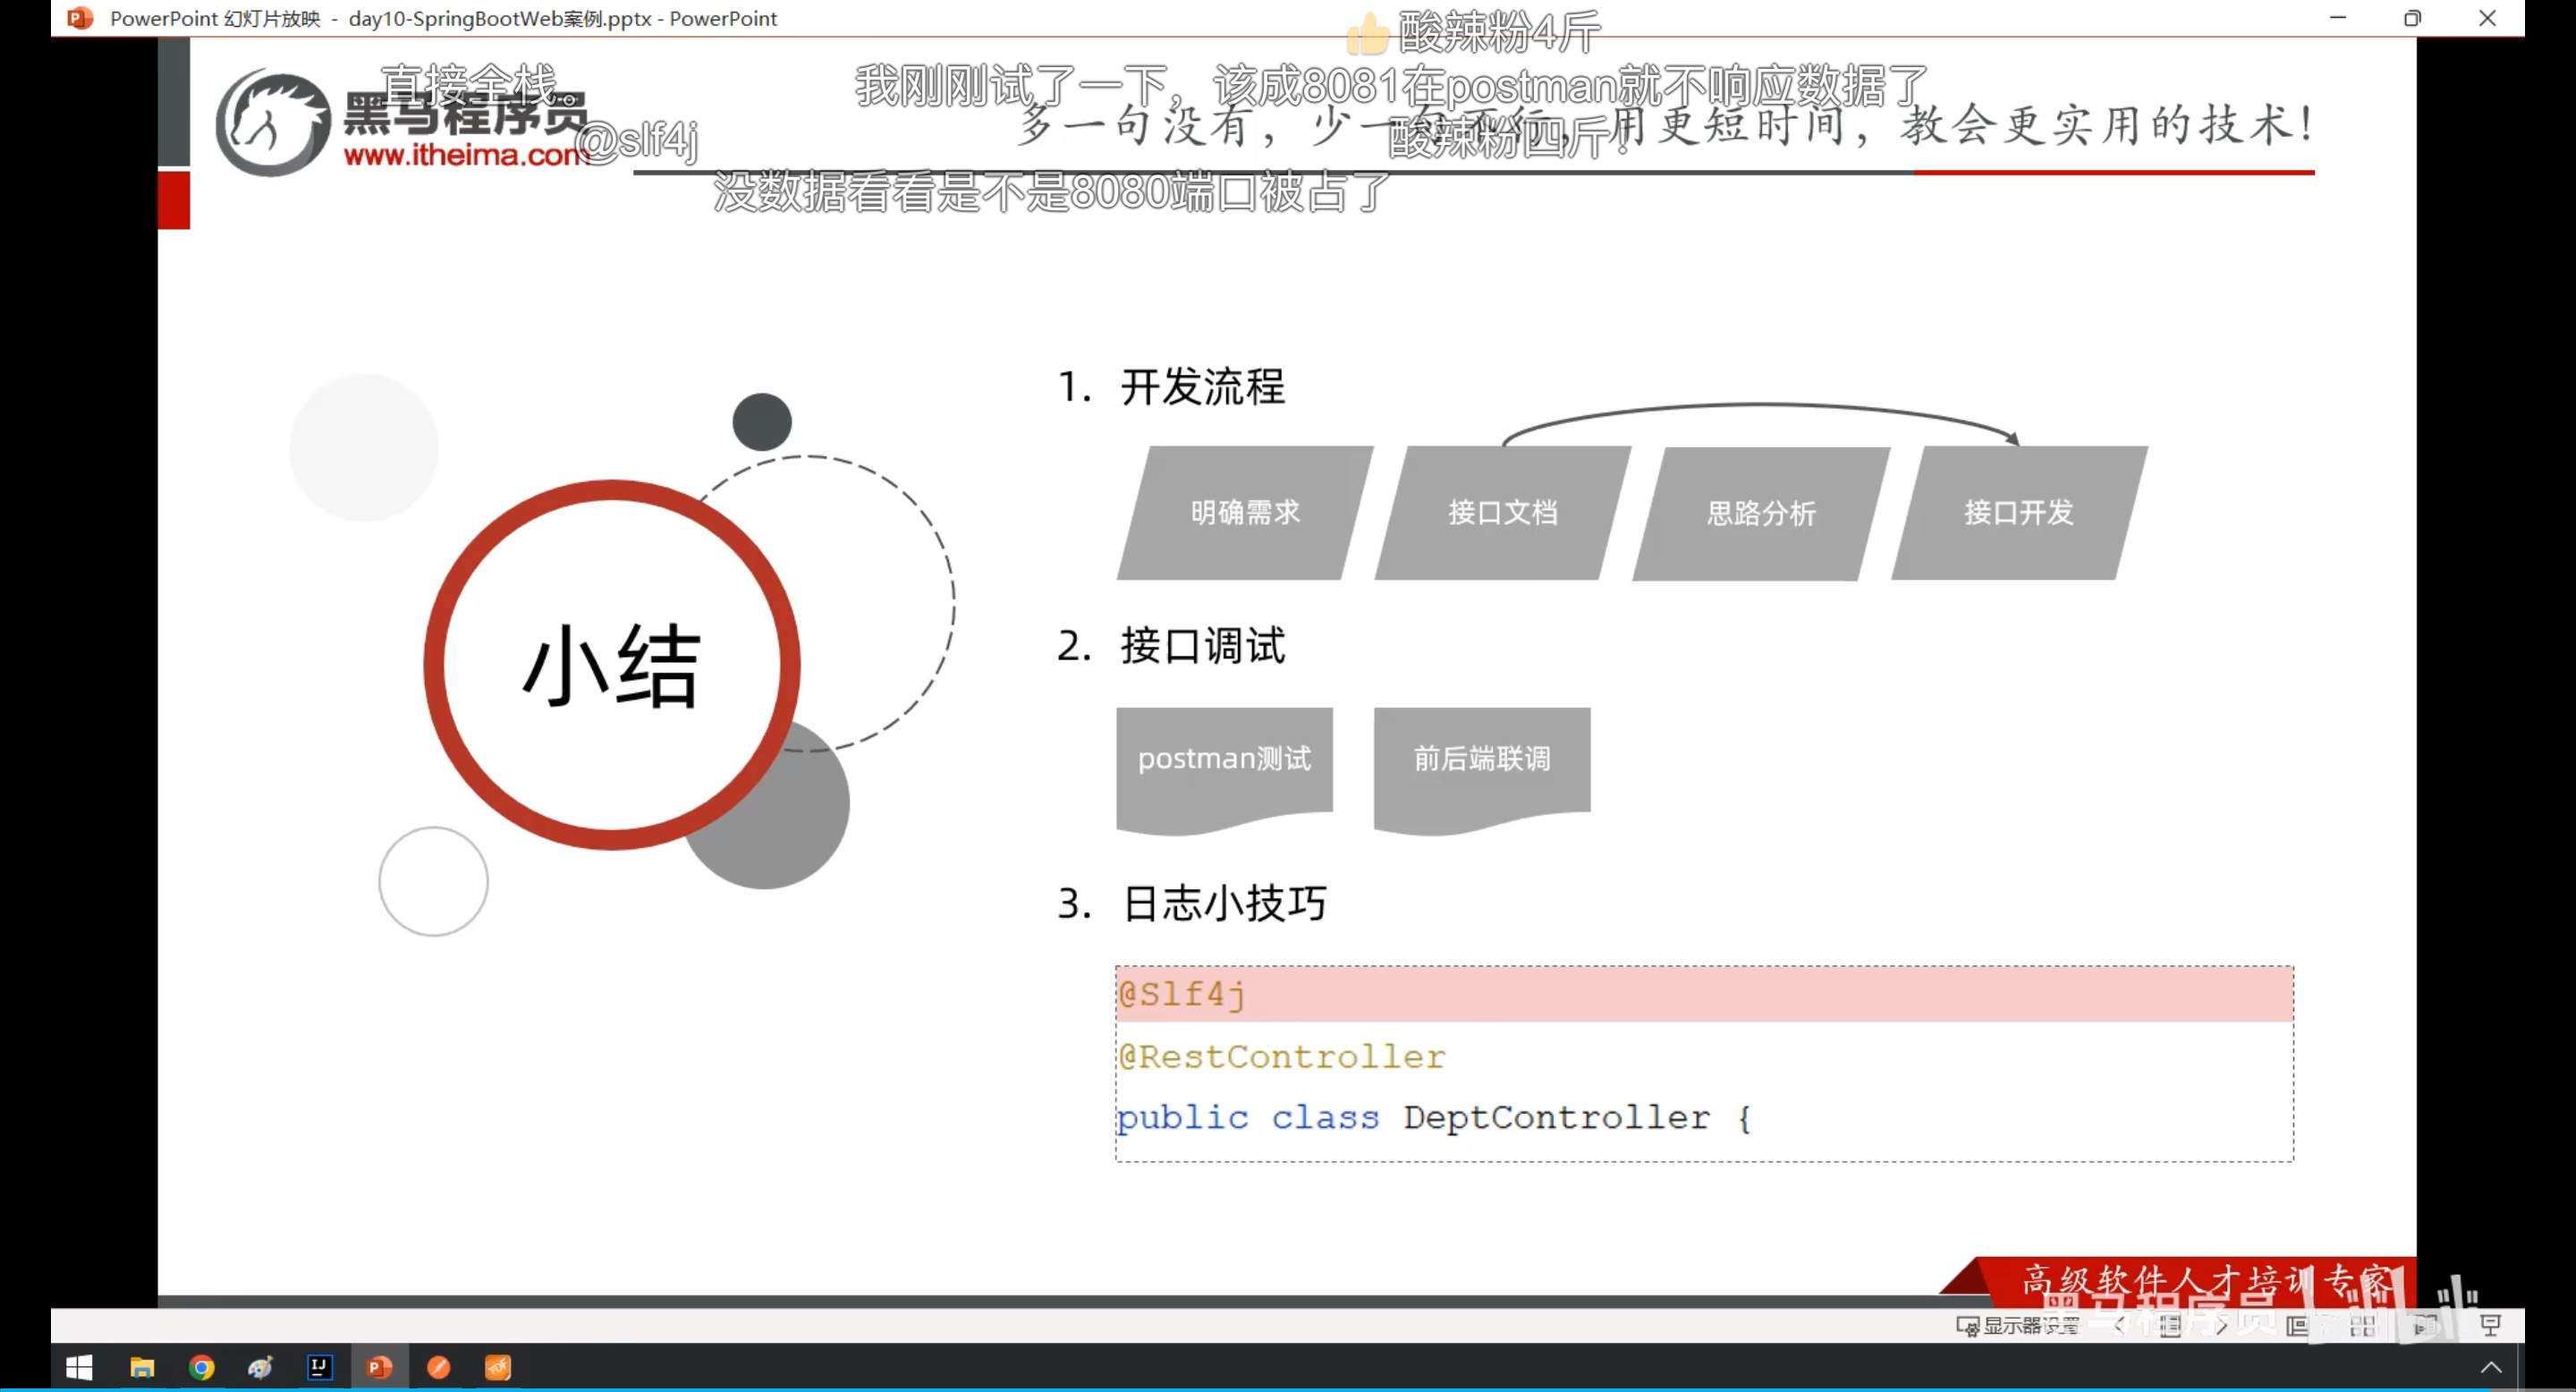 PowerPoint 幻灯片放映 - day10-SpringBootWeb案例.pptx - PowerPoint
酸辣粉4斤
直接全栈。
我刚刚试了一下，该成8081在postman就不响应数据了
黑马程序员
www.itheima.com
@slf4j
多一句没有，少一句不行，用更短时间，教会更实用的技术！
酸辣粉四斤！
没数据看看是不是8080端口被占了
小结
1. 开发流程
明确需求
接口文档
思路分析
接口开发
2. 接口调试
postman测试
前后端联调
3. 日志小技巧
@Slf4j
@RestController
public class DeptController {
高级软件人才培训专家
黑马程序员
显示器设置